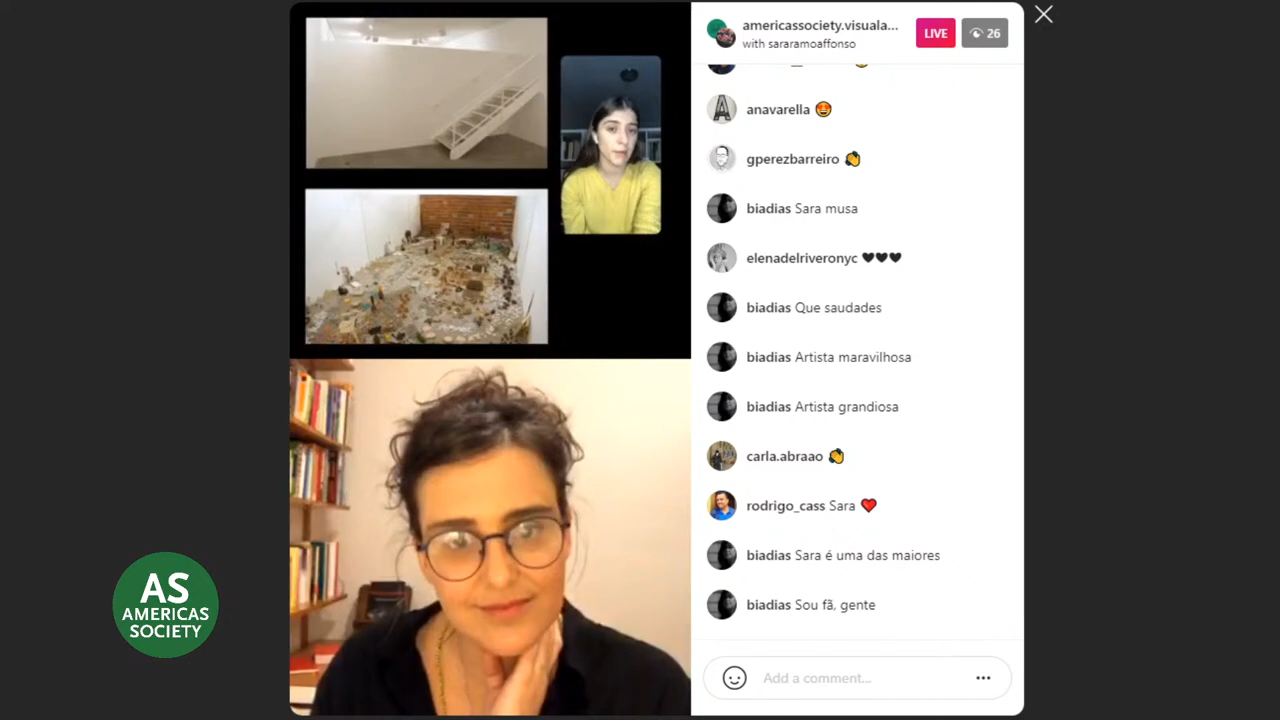 americassociety.visuala...
with sararamoaffonso
LIVE
26
anavarella 😍
gperezbarreiro 👏
biadias Sara musa
elenadelriveronyc 🖤🖤🖤
biadias Que saudades
biadias Artista maravilhosa
biadias Artista grandiosa
carla.abraao 👏
rodrigo_cass Sara ❤️
biadias Sara é uma das maiores
biadias Sou fã, gente
Add a comment...
AS
AMERICAS
SOCIETY